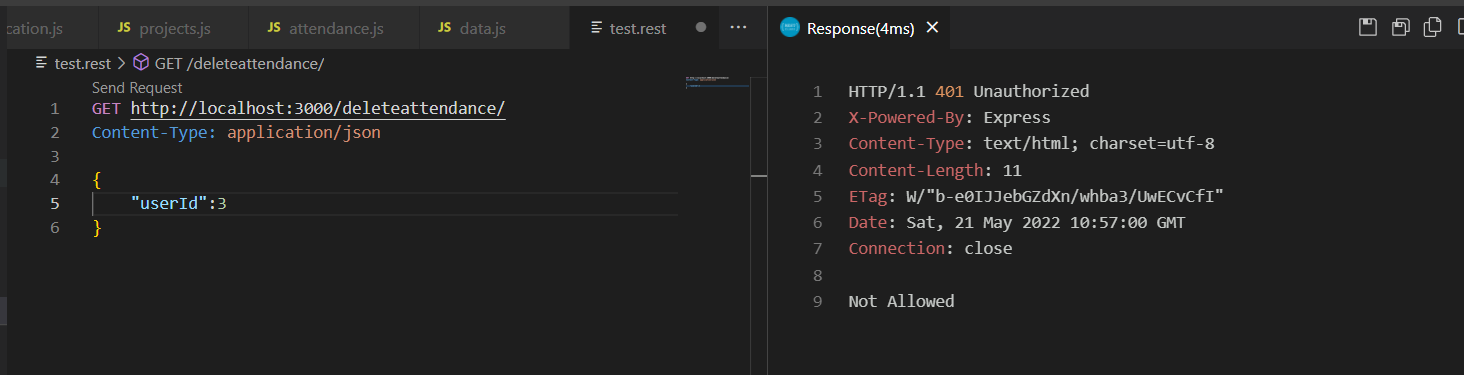 cation.js JS projects.js JS attendance.js JS data.js test.rest ...
test.rest > GET /deleteattendance/
Send Request
1 GET http://localhost:3000/deleteattendance/
2 Content-Type: application/json
3
4 {
5 "userId":3
6 }
Response(4ms)
1 HTTP/1.1 401 Unauthorized
2 X-Powered-By: Express
3 Content-Type: text/html; charset=utf-8
4 Content-Length: 11
5 ETag: W/"b-e0IJJebGZdXn/whba3/UwECvCfI"
6 Date: Sat, 21 May 2022 10:57:00 GMT
7 Connection: close
8
9 Not Allowed